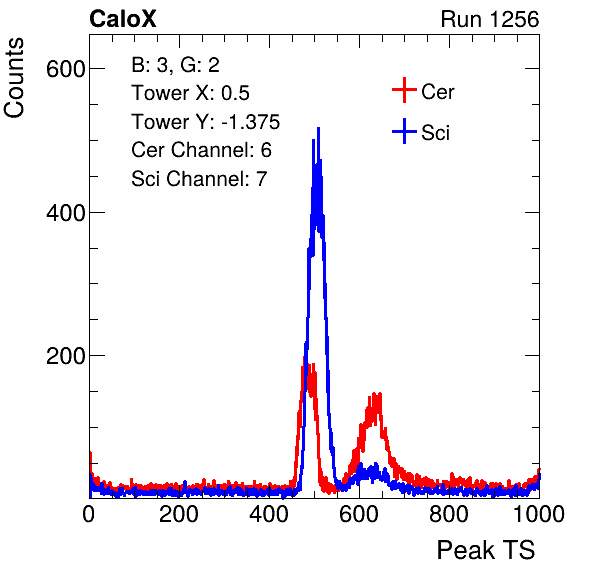 CaloX Run 1256
Counts
600
400
200
B: 3, G: 2
Tower X: 0.5
Tower Y: -1.375
Cer Channel: 6
Sci Channel: 7
Cer
Sci
0 200 400 600 800 1000
Peak TS